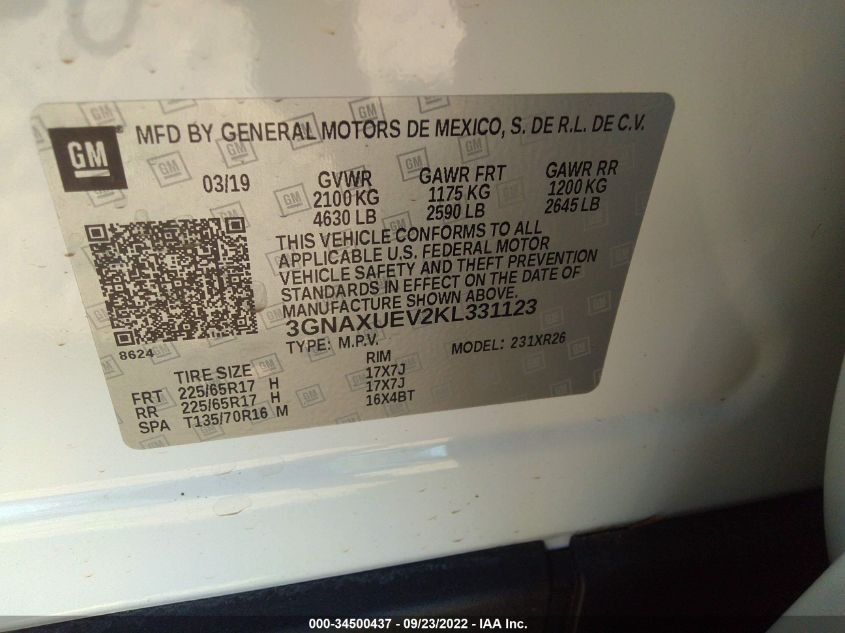 GM
MFD BY GENERAL MOTORS DE MEXICO, S. DE R.L. DE C.V.
03/19 GVWR GAWR FRT GAWR RR
2100 KG 1175 KG 1200 KG
4630 LB 2590 LB 2645 LB
THIS VEHICLE CONFORMS TO ALL
APPLICABLE U.S. FEDERAL MOTOR
VEHICLE SAFETY AND THEFT PREVENTION
STANDARDS IN EFFECT ON THE DATE OF
MANUFACTURE SHOWN ABOVE.
3GNAXUEV2KL331123
8624
TYPE: M.P.V. MODEL: 231XR26
TIRE SIZE RIM
FRT 225/65R17 H 17X7J
RR 225/65R17 H 17X7J
SPA T135/70R16 M 16X4BT
000-34500437 - 09/23/2022 - IAA Inc.